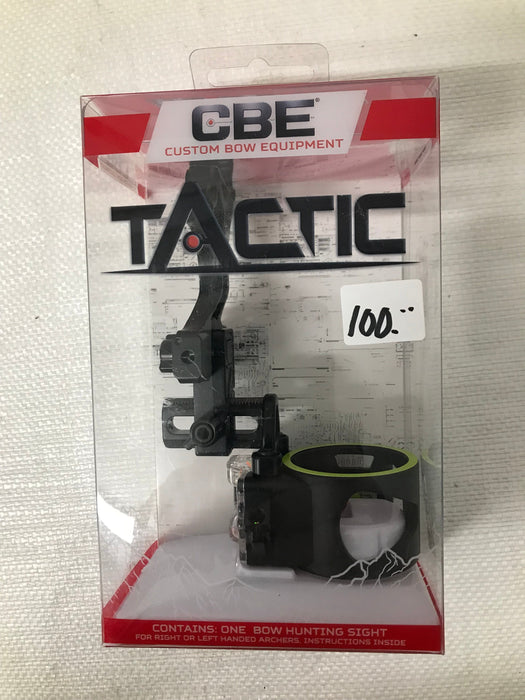 CBE®
CUSTOM BOW EQUIPMENT
TACTIC
100.--
CONTAINS: ONE BOW HUNTING SIGHT
FOR RIGHT OR LEFT HANDED ARCHERS. INSTRUCTIONS INSIDE